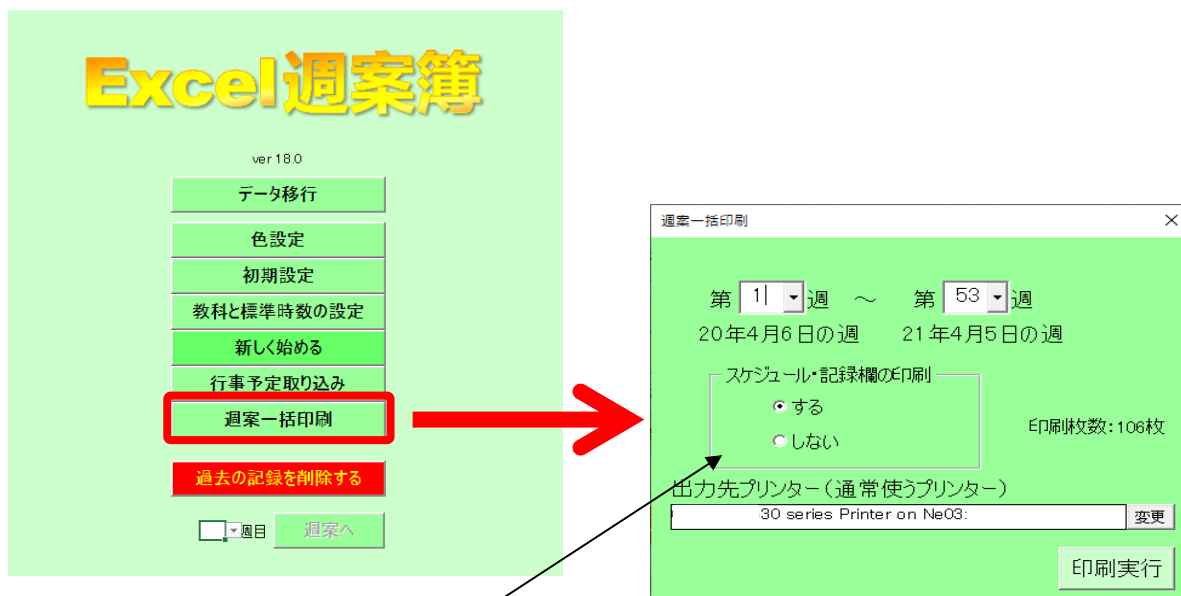 Excel週案簿
ver 18.0
データ移行
色設定
初期設定
教科と標準時数の設定
新しく始める
行事予定取り込み
週案一括印刷
過去の記録を削除する
週目 週案へ
週案一括印刷
第 1 週 ～ 第 53 週
20年4月6日の週 21年4月5日の週
スケジュール・記録欄の印刷
する
しない
印刷枚数:106枚
出力先プリンター（通常使うプリンター）
30 series Printer on Ne03: 変更
印刷実行